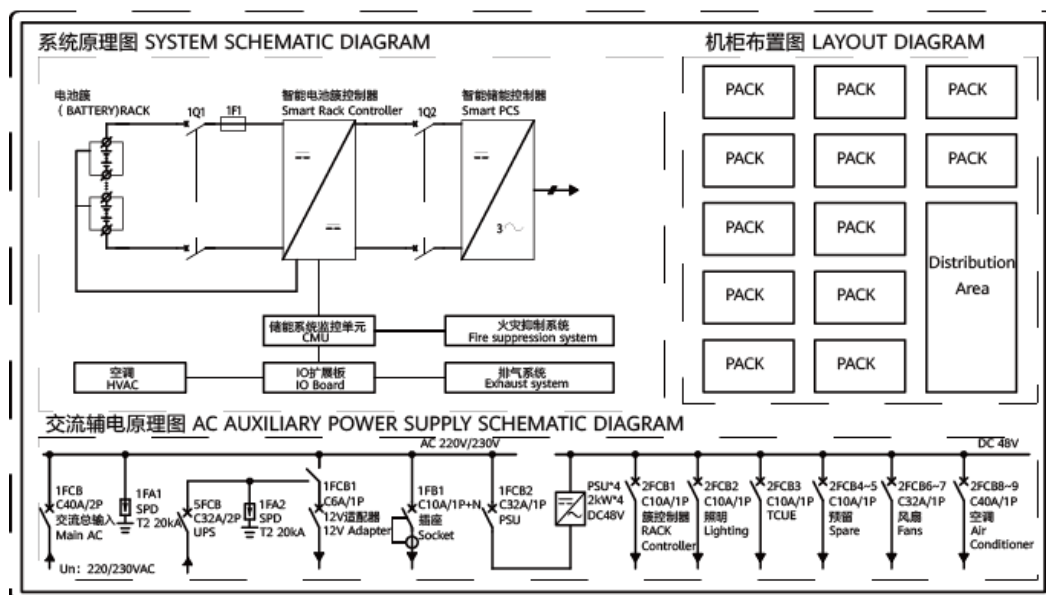 系统原理图 SYSTEM SCHEMATIC DIAGRAM
机柜布置图 LAYOUT DIAGRAM
电池簇
( BATTERY)RACK
1Q1
1F1
智能电池簇控制器
Smart Rack Controller
1Q2
智能储能控制器
Smart PCS
3
储能系统监控单元
CMU
火灾抑制系统
Fire suppression system
空调
HVAC
IO扩展板
IO Board
排气系统
Exhaust system
PACK
PACK
PACK
PACK
PACK
PACK
PACK
PACK
PACK
PACK
PACK
PACK
Distribution
Area
交流辅电原理图 AC AUXILIARY POWER SUPPLY SCHEMATIC DIAGRAM
AC 220V/230V
DC 48V
1FCB
C40A/2P
交流总输入
Main AC
Un: 220/230VAC
1FA1
SPD
T2 20kA
5FCB
C32A/2P
UPS
1FA2
SPD
T2 20kA
1FCB1
C6A/1P
12V适配器
12V Adapter
1FB1
C10A/1P+N
插座
Socket
1FCB2
C32A/1P
PSU
PSU*4
2kW*4
DC48V
2FCB1
C10A/1P
簇控制器
RACK
Controller
2FCB2
C10A/1P
照明
Lighting
2FCB3
C10A/1P
TCUE
2FCB4~5
C10A/1P
预留
Spare
2FCB6~7
C32A/1P
风扇
Fans
2FCB8~9
C40A/1P
空调
Air
Conditioner